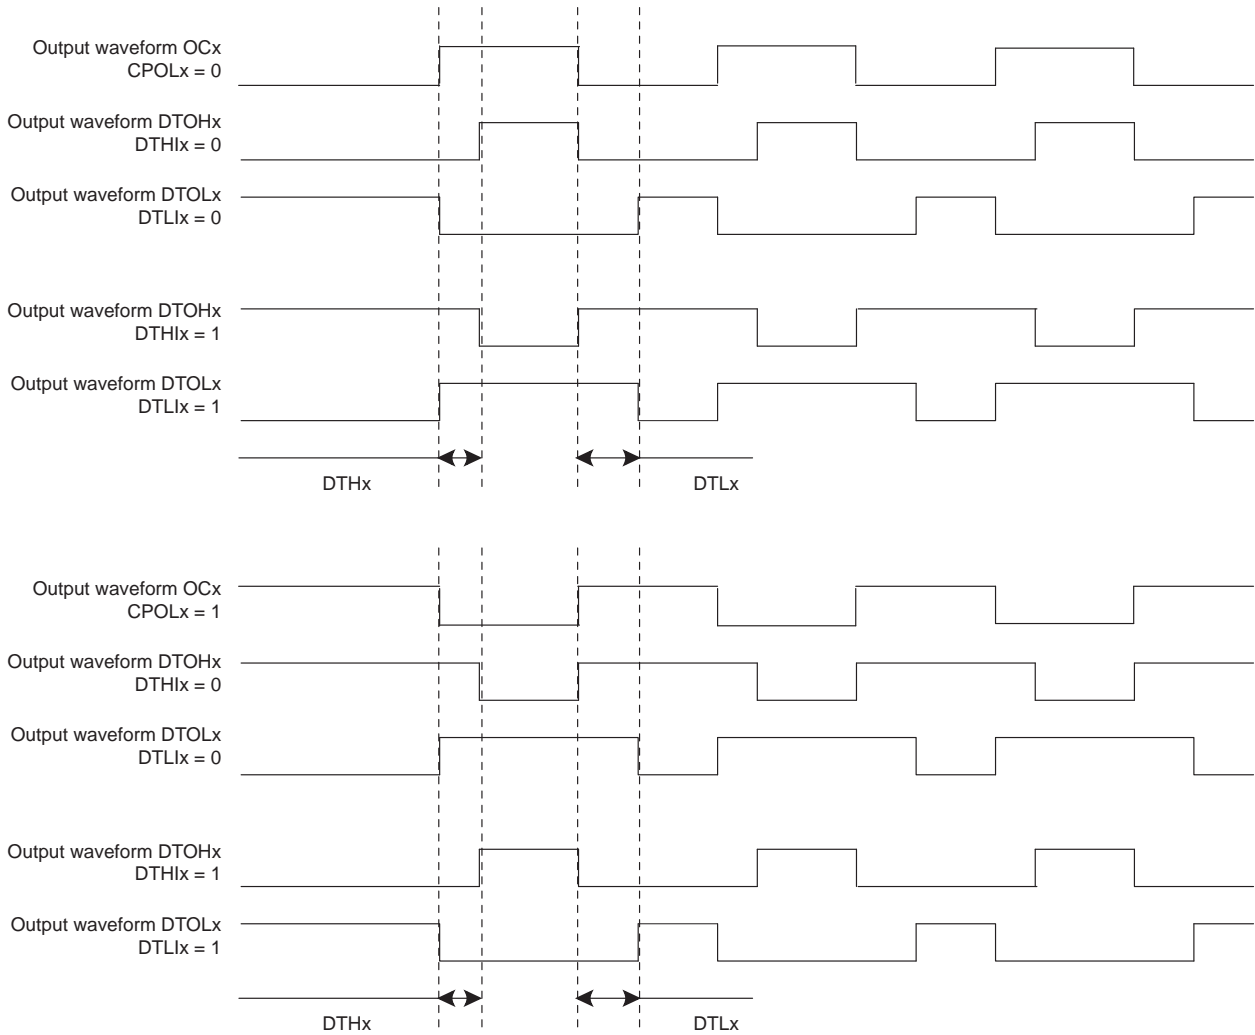 Output waveform OCx
CPOLx = 0
Output waveform DTOHx
DTHIx = 0
Output waveform DTOLx
DTLIx = 0
Output waveform DTOHx
DTHIx = 1
Output waveform DTOLx
DTLIx = 1
DTHx
DTLx
Output waveform OCx
CPOLx = 1
Output waveform DTOHx
DTHIx = 0
Output waveform DTOLx
DTLIx = 0
Output waveform DTOHx
DTHIx = 1
Output waveform DTOLx
DTLIx = 1
DTHx
DTLx